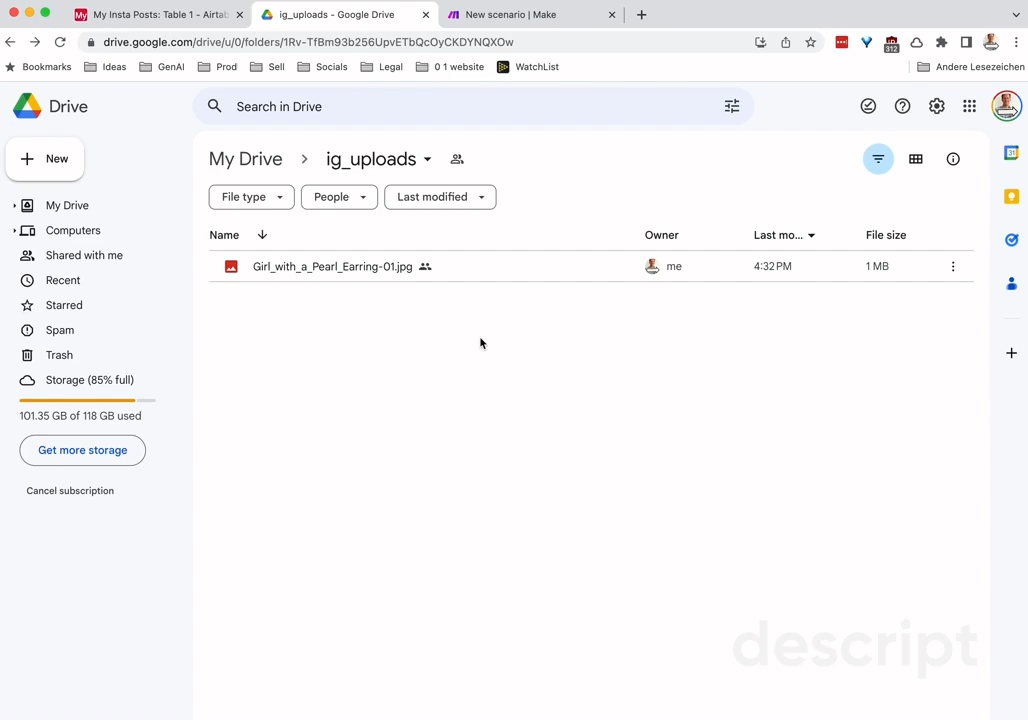 My Insta Posts: Table 1 - Airtab
ig_uploads - Google Drive
New scenario | Make
drive.google.com/drive/u/0/folders/1Rv-TfBm93b256UpvETbQcOyCKDYNQXOw
312
Bookmarks Ideas GenAI Prod Sell Socials Legal 0 1 website WatchList Andere Lesezeichen
Drive
Search in Drive
New
My Drive
Computers
Shared with me
Recent
Starred
Spam
Trash
Storage (85% full)
101.35 GB of 118 GB used
Get more storage
Cancel subscription
My Drive > ig_uploads
File type People Last modified
Name Owner Last mo... File size
Girl_with_a_Pearl_Earring-01.jpg me 4:32 PM 1 MB
31
descript